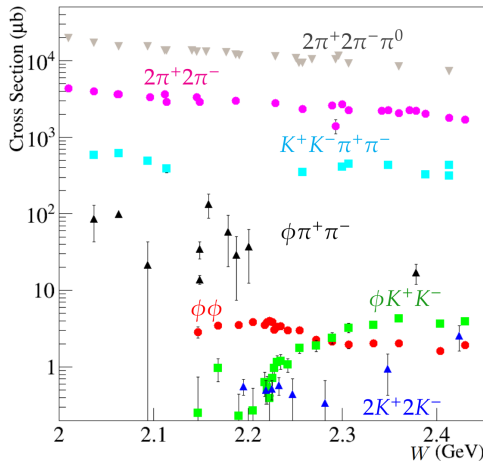 Cross Section (μb)
10⁴
10³
10²
10
1
2π⁺2π⁻π⁰
2π⁺2π⁻
K⁺K⁻π⁺π⁻
ϕπ⁺π⁻
ϕϕ
ϕK⁺K⁻
2K⁺2K⁻
2 2.1 2.2 2.3 2.4
W (GeV)